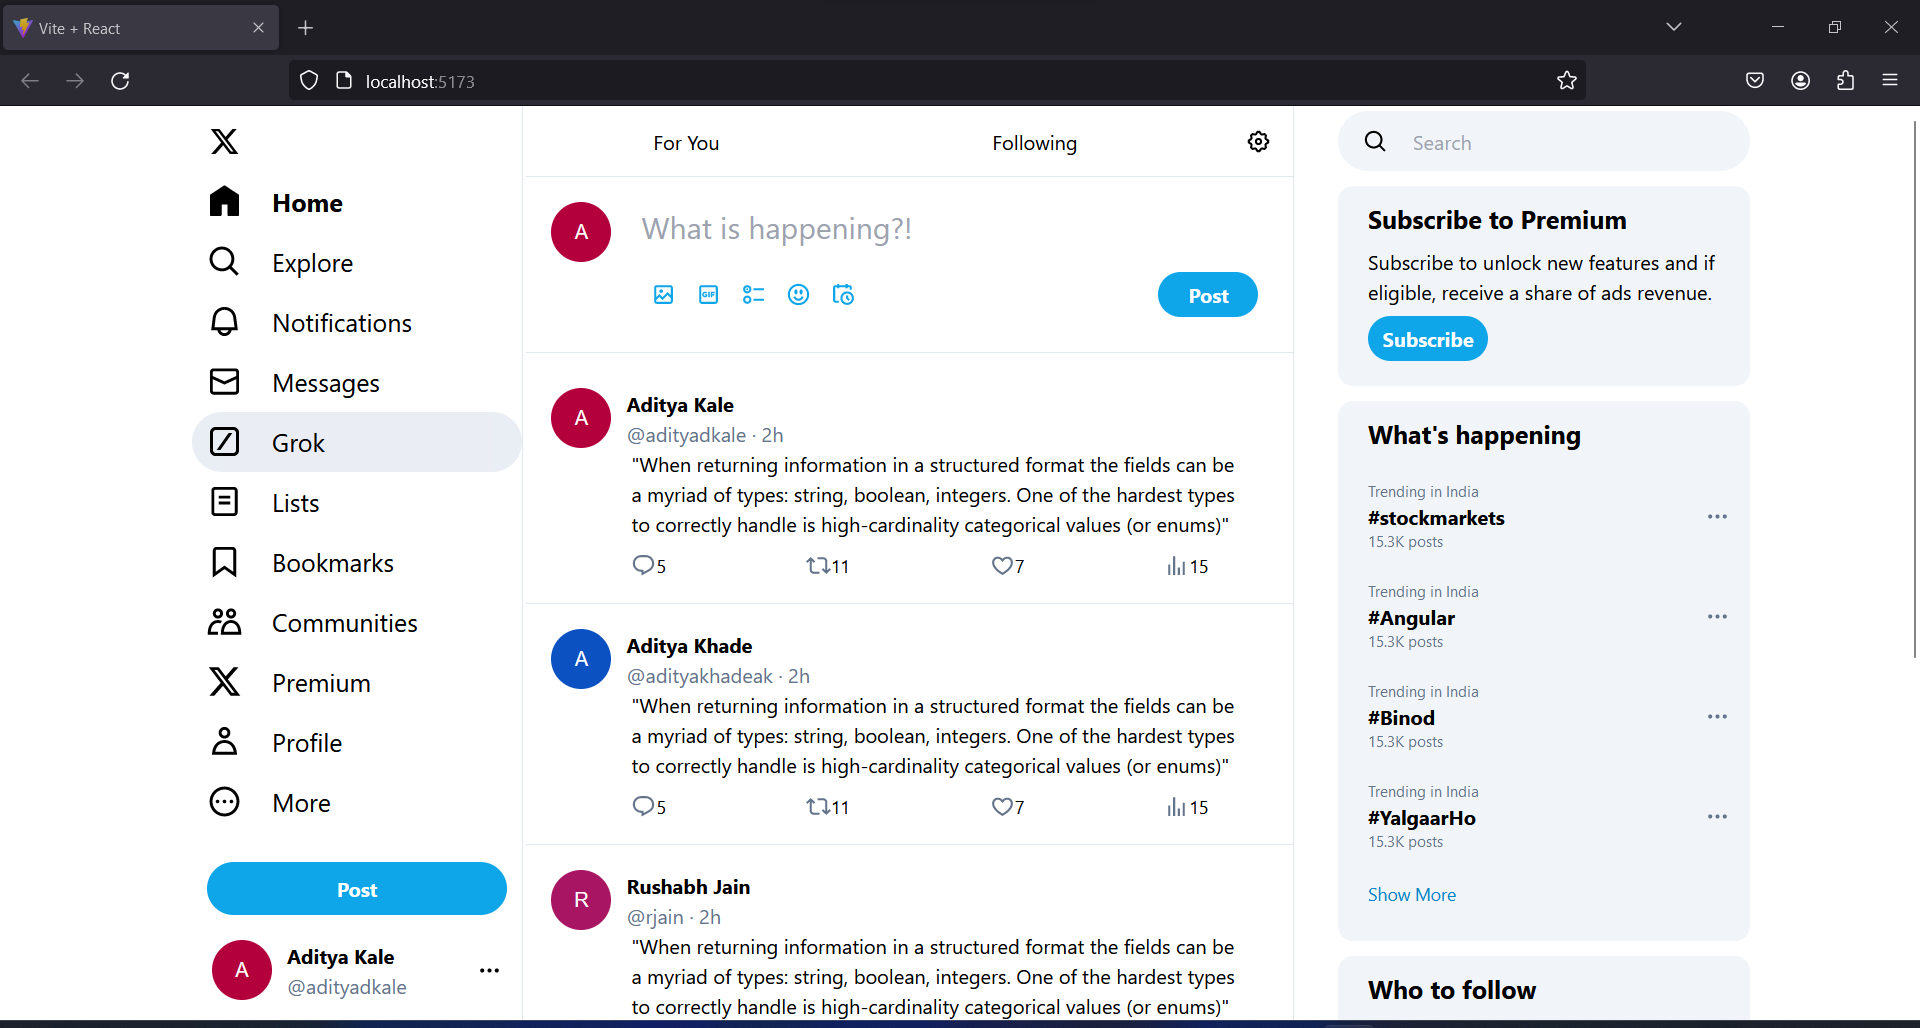 Vite + React
localhost:5173
Home
Explore
Notifications
Messages
Grok
Lists
Bookmarks
Communities
Premium
Profile
More
Post
A
Aditya Kale
@adityadkale
For You
Following
A
What is happening?!
GIF
Post
A
Aditya Kale
@adityadkale · 2h
"When returning information in a structured format the fields can be
a myriad of types: string, boolean, integers. One of the hardest types
to correctly handle is high-cardinality categorical values (or enums)"
5 11 7 15
A
Aditya Khade
@adityakhadeak · 2h
"When returning information in a structured format the fields can be
a myriad of types: string, boolean, integers. One of the hardest types
to correctly handle is high-cardinality categorical values (or enums)"
5 11 7 15
R
Rushabh Jain
@rjain · 2h
"When returning information in a structured format the fields can be
a myriad of types: string, boolean, integers. One of the hardest types
to correctly handle is high-cardinality categorical values (or enums)"
Search
Subscribe to Premium
Subscribe to unlock new features and if
eligible, receive a share of ads revenue.
Subscribe
What's happening
Trending in India
#stockmarkets
15.3K posts
Trending in India
#Angular
15.3K posts
Trending in India
#Binod
15.3K posts
Trending in India
#YalgaarHo
15.3K posts
Show More
Who to follow